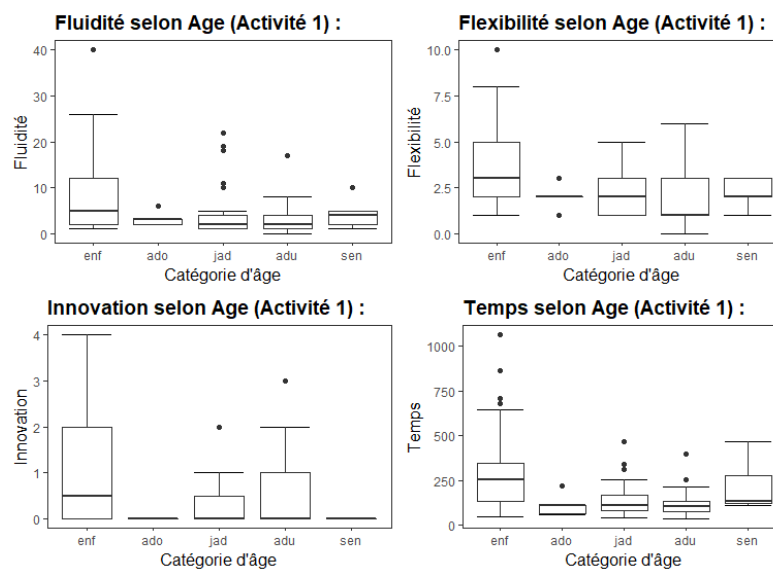 Fluidité selon Age (Activité 1) :
40
30
20
10
0
Fluidité
enf ado jad adu sen
Catégorie d'âge
Flexibilité selon Age (Activité 1) :
10.0
7.5
5.0
2.5
0.0
Flexibilité
enf ado jad adu sen
Catégorie d'âge
Innovation selon Age (Activité 1) :
4
3
2
1
0
Innovation
enf ado jad adu sen
Catégorie d'âge
Temps selon Age (Activité 1) :
1000
750
500
250
0
Temps
enf ado jad adu sen
Catégorie d'âge